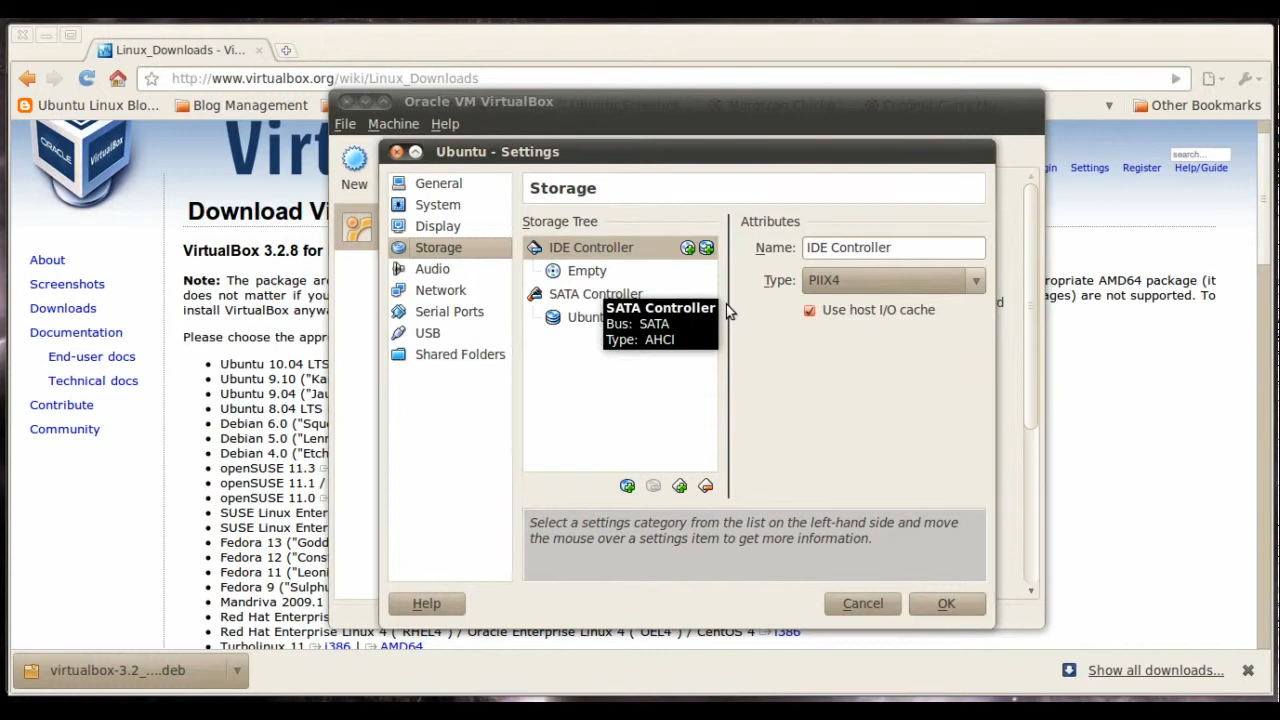 Linux_Downloads - Vi...
http://www.virtualbox.org/wiki/Linux_Downloads
Ubuntu Linux Blo...
Blog Management
Other Bookmarks
Oracle VM VirtualBox
File Machine Help
New
Ubuntu - Settings
General
System
Display
Storage
Audio
Network
Serial Ports
USB
Shared Folders
Storage
Storage Tree
IDE Controller
Empty
SATA Controller
Ubunt
SATA Controller
Bus: SATA
Type: AHCI
Attributes
Name: IDE Controller
Type: PIIX4
Use host I/O cache
Select a settings category from the list on the left-hand side and move
the mouse over a settings item to get more information.
Help
Cancel
OK
ORACLE
VM
Virt
search...
gin Settings Register Help/Guide
Download Vi
VirtualBox 3.2.8 for
Note: The package are
does not matter if you
install VirtualBox anywa
Please choose the appr
ropriate AMD64 package (it
ages) are not supported. To
About
Screenshots
Downloads
Documentation
End-user docs
Technical docs
Contribute
Community
Ubuntu 10.04 LTS
Ubuntu 9.10 ("Ka
Ubuntu 9.04 ("Jau
Ubuntu 8.04 LTS
Debian 6.0 ("Sque
Debian 5.0 ("Lenn
Debian 4.0 ("Etch
openSUSE 11.3
openSUSE 11.1 /
openSUSE 11.0
SUSE Linux Enter
SUSE Linux Enter
Fedora 13 ("Godd
Fedora 12 ("Cons
Fedora 11 ("Leoni
Fedora 9 ("Sulphu
Mandriva 2009.1
Red Hat Enterpris
Red Hat Enterprise Linux 4 ("RHEL4") / Oracle Enterprise Linux 4 ("OEL4") / CentOS 4 i386
Turbolinux 11 i386 | AMD64
virtualbox-3.2_....deb
Show all downloads...